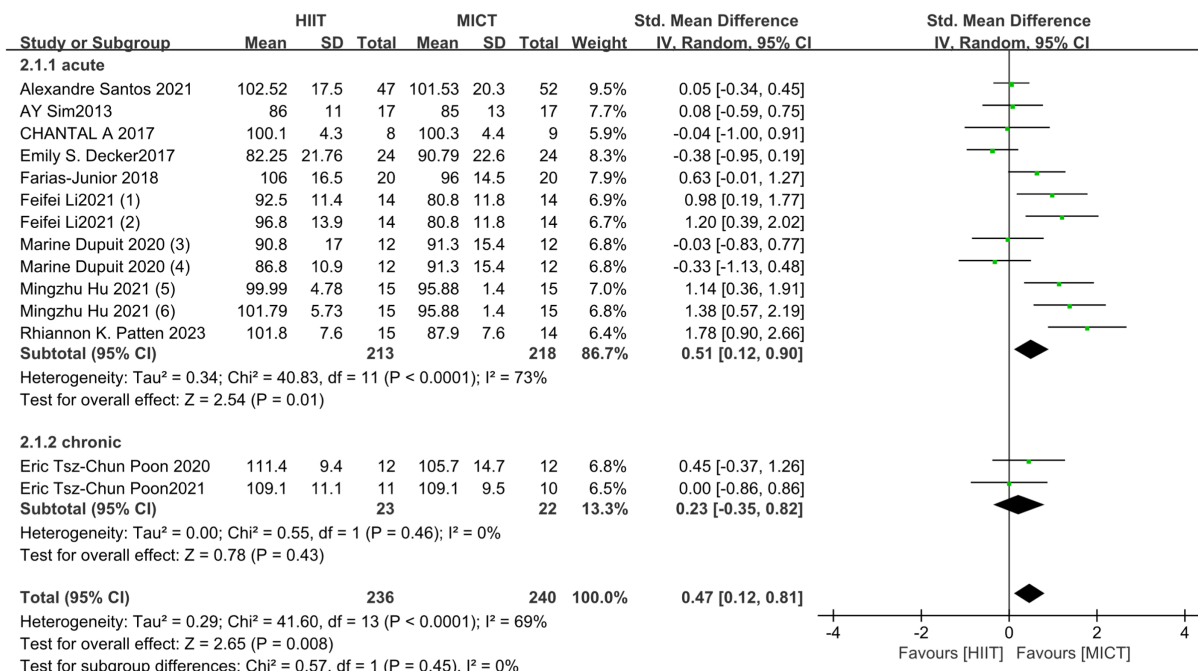 HIIT MICT Std. Mean Difference Std. Mean Difference
Study or Subgroup Mean SD Total Mean SD Total Weight IV, Random, 95% CI IV, Random, 95% CI
2.1.1 acute
Alexandre Santos 2021 102.52 17.5 47 101.53 20.3 52 9.5% 0.05 [-0.34, 0.45]
AY Sim2013 86 11 17 85 13 17 7.7% 0.08 [-0.59, 0.75]
CHANTAL A 2017 100.1 4.3 8 100.3 4.4 9 5.9% -0.04 [-1.00, 0.91]
Emily S. Decker2017 82.25 21.76 24 90.79 22.6 24 8.3% -0.38 [-0.95, 0.19]
Farias-Junior 2018 106 16.5 20 96 14.5 20 7.9% 0.63 [-0.01, 1.27]
Feifei Li2021 (1) 92.5 11.4 14 80.8 11.8 14 6.9% 0.98 [0.19, 1.77]
Feifei Li2021 (2) 96.8 13.9 14 80.8 11.8 14 6.7% 1.20 [0.39, 2.02]
Marine Dupuit 2020 (3) 90.8 17 12 91.3 15.4 12 6.8% -0.03 [-0.83, 0.77]
Marine Dupuit 2020 (4) 86.8 10.9 12 91.3 15.4 12 6.8% -0.33 [-1.13, 0.48]
Mingzhu Hu 2021 (5) 99.99 4.78 15 95.88 1.4 15 7.0% 1.14 [0.36, 1.91]
Mingzhu Hu 2021 (6) 101.79 5.73 15 95.88 1.4 15 6.8% 1.38 [0.57, 2.19]
Rhiannon K. Patten 2023 101.8 7.6 15 87.9 7.6 14 6.4% 1.78 [0.90, 2.66]
Subtotal (95% CI) 213 218 86.7% 0.51 [0.12, 0.90]
Heterogeneity: Tau² = 0.34; Chi² = 40.83, df = 11 (P < 0.0001); I² = 73%
Test for overall effect: Z = 2.54 (P = 0.01)
2.1.2 chronic
Eric Tsz-Chun Poon 2020 111.4 9.4 12 105.7 14.7 12 6.8% 0.45 [-0.37, 1.26]
Eric Tsz-Chun Poon2021 109.1 11.1 11 109.1 9.5 10 6.5% 0.00 [-0.86, 0.86]
Subtotal (95% CI) 23 22 13.3% 0.23 [-0.35, 0.82]
Heterogeneity: Tau² = 0.00; Chi² = 0.55, df = 1 (P = 0.46); I² = 0%
Test for overall effect: Z = 0.78 (P = 0.43)
Total (95% CI) 236 240 100.0% 0.47 [0.12, 0.81]
Heterogeneity: Tau² = 0.29; Chi² = 41.60, df = 13 (P < 0.0001); I² = 69%
Test for overall effect: Z = 2.65 (P = 0.008)
Test for subgroup differences: Chi² = 0.57, df = 1 (P = 0.45), I² = 0%
-4 -2 0 2 4
Favours [HIIT] Favours [MICT]